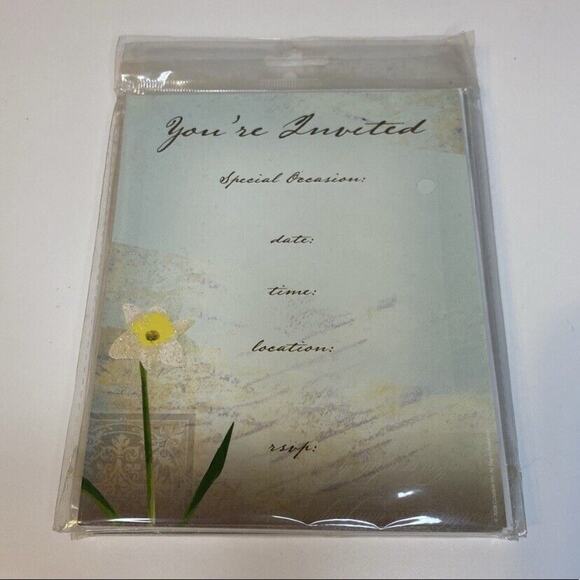 You're Invited
Special Occasion:
date:
time:
location:
rsvp: